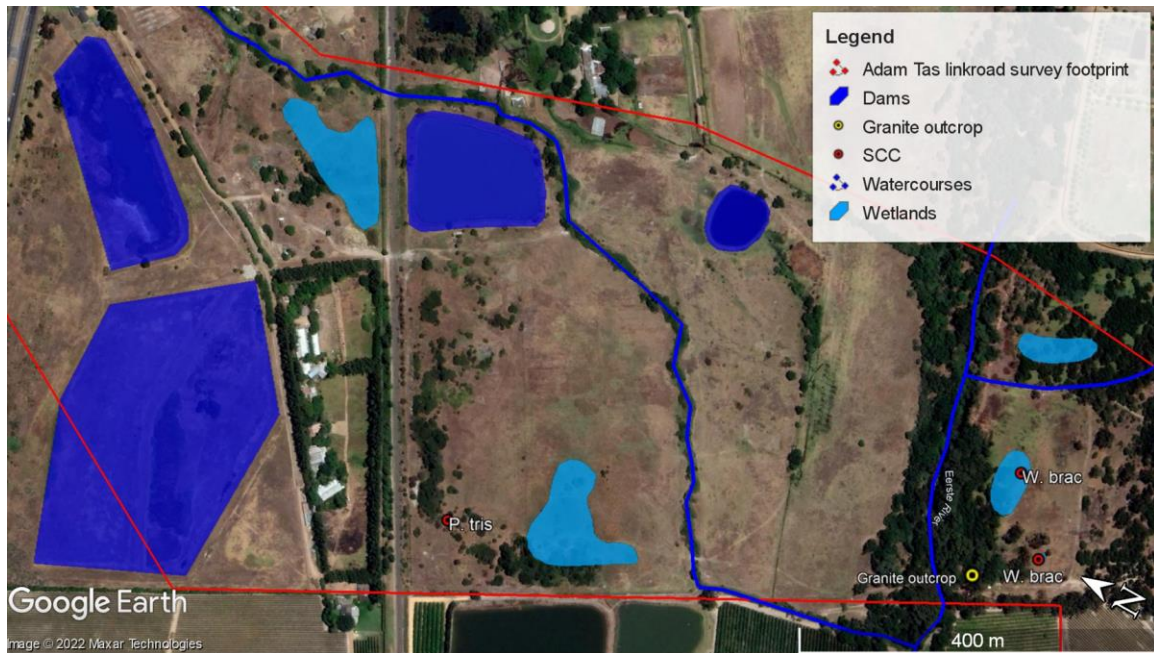 Legend
Adam Tas linkroad survey footprint
Dams
Granite outcrop
SCC
Watercourses
Wetlands
Eerste River
W. brac
P. tris
Granite outcrop
W. brac
N
Google Earth
400 m
Image © 2022 Maxar Technologies